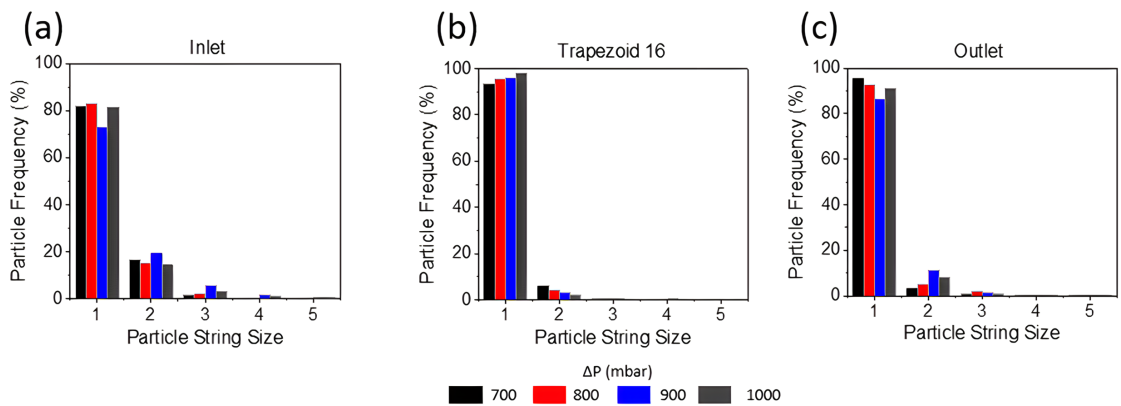 (a)
Inlet
Particle Frequency (%)
100
80
60
40
20
0
1 2 3 4 5
Particle String Size
(b)
Trapezoid 16
Particle Frequency (%)
100
80
60
40
20
0
1 2 3 4 5
Particle String Size
(c)
Outlet
Particle Frequency (%)
100
80
60
40
20
0
1 2 3 4 5
Particle String Size
ΔP (mbar)
700 800 900 1000